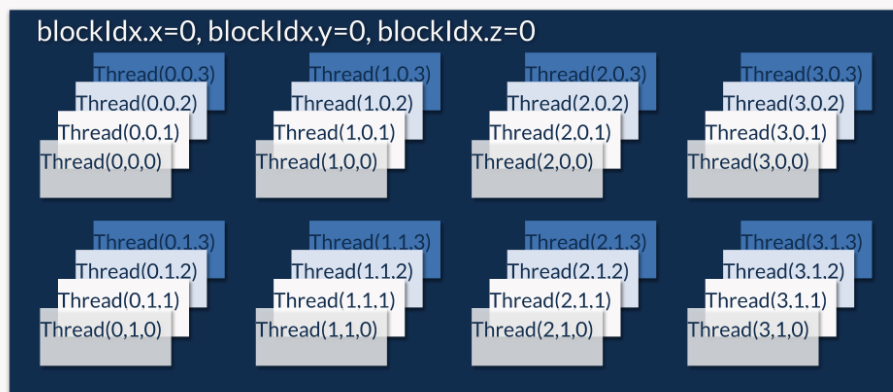 blockIdx.x=0, blockIdx.y=0, blockIdx.z=0
Thread(0,0,3) Thread(1,0,3) Thread(2,0,3) Thread(3,0,3)
Thread(0,0,2) Thread(1,0,2) Thread(2,0,2) Thread(3,0,2)
Thread(0,0,1) Thread(1,0,1) Thread(2,0,1) Thread(3,0,1)
Thread(0,0,0) Thread(1,0,0) Thread(2,0,0) Thread(3,0,0)
Thread(0,1,3) Thread(1,1,3) Thread(2,1,3) Thread(3,1,3)
Thread(0,1,2) Thread(1,1,2) Thread(2,1,2) Thread(3,1,2)
Thread(0,1,1) Thread(1,1,1) Thread(2,1,1) Thread(3,1,1)
Thread(0,1,0) Thread(1,1,0) Thread(2,1,0) Thread(3,1,0)